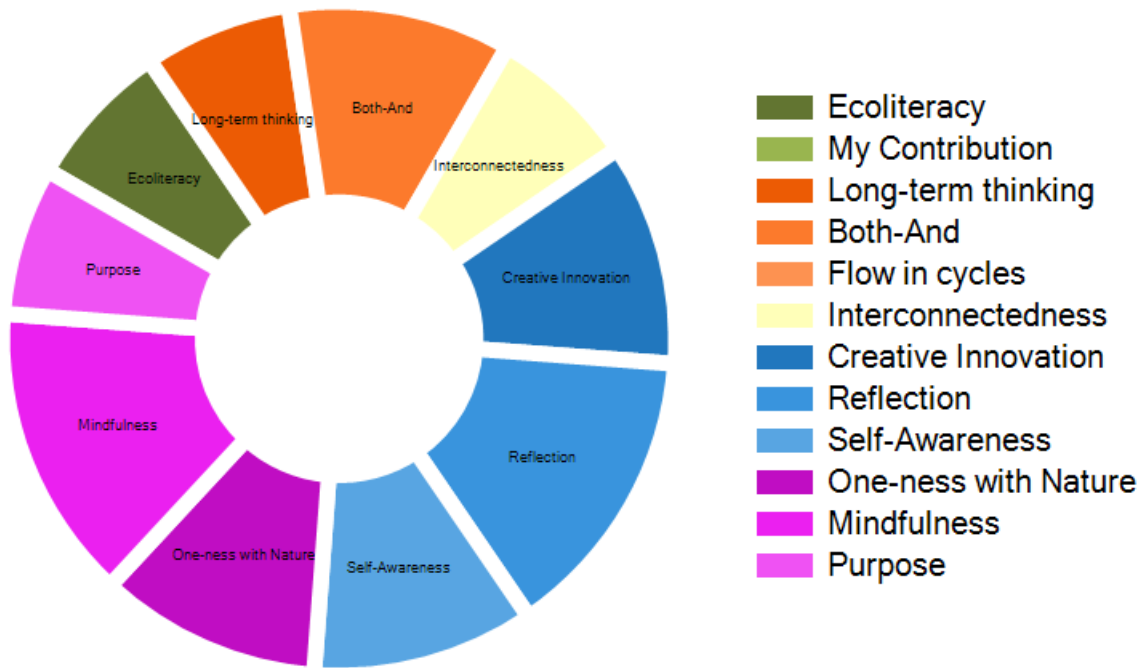 Long-term thinking
Both-And
Interconnectedness
Ecoliteracy
Purpose
Creative Innovation
Mindfulness
Reflection
One-ness with Nature
Self-Awareness
Ecoliteracy
My Contribution
Long-term thinking
Both-And
Flow in cycles
Interconnectedness
Creative Innovation
Reflection
Self-Awareness
One-ness with Nature
Mindfulness
Purpose